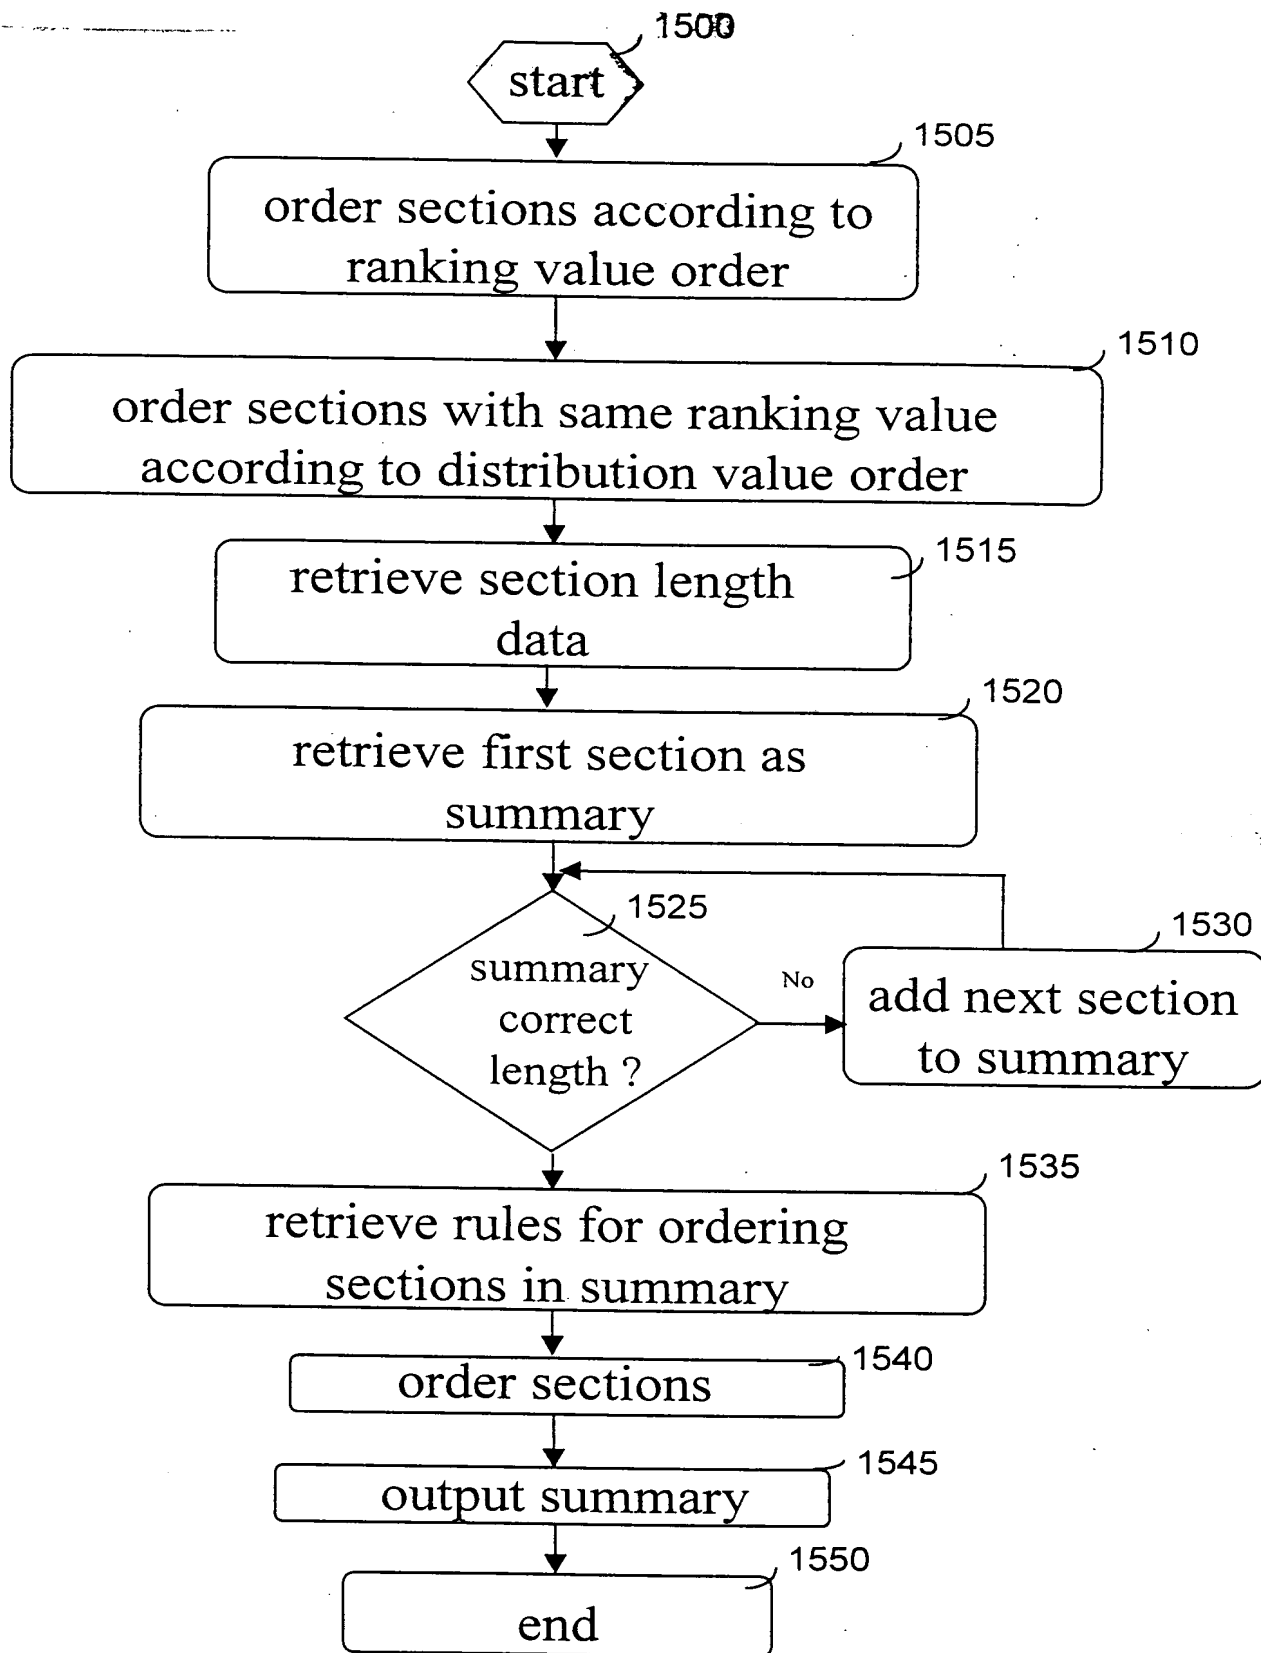 1500
start
1505
order sections according to
ranking value order
1510
order sections with same ranking value
according to distribution value order
1515
retrieve section length
data
1520
retrieve first section as
summary
1525
summary
correct
length ?
No
1530
add next section
to summary
1535
retrieve rules for ordering
sections in summary
1540
order sections
1545
output summary
1550
end